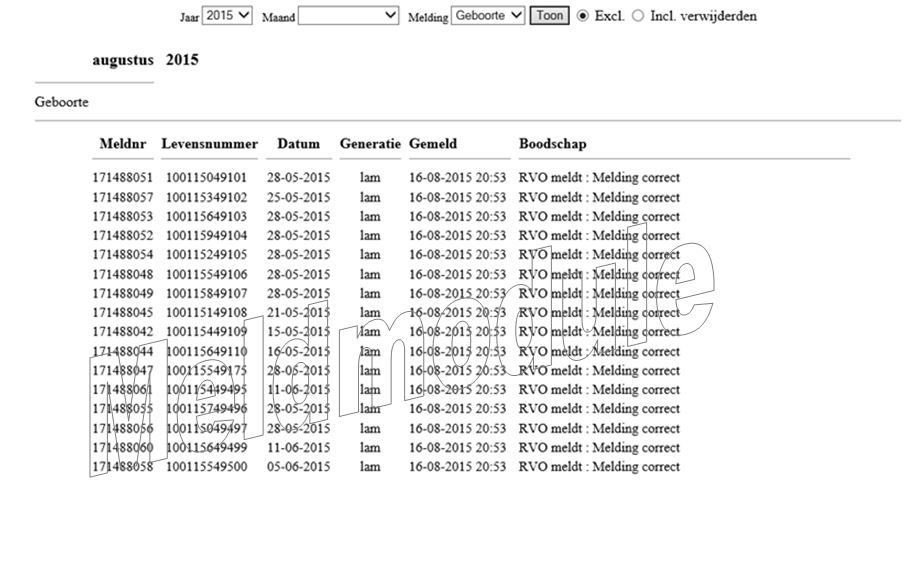 Jaar 2015 Maand Melding Geboorte Toon Excl. Incl. verwijderden
augustus 2015
Geboorte
Meldnr Levensnummer Datum Generatie Gemeld Boodschap
171488051 100115049101 28-05-2015 lam 16-08-2015 20:53 RVO meldt : Melding correct
171488057 100115349102 25-05-2015 lam 16-08-2015 20:53 RVO meldt : Melding correct
171488053 100115649103 28-05-2015 lam 16-08-2015 20:53 RVO meldt : Melding correct
171488052 100115949104 28-05-2015 lam 16-08-2015 20:53 RVO meldt : Melding correct
171488054 100115249105 28-05-2015 lam 16-08-2015 20:53 RVO meldt : Melding correct
171488048 100115549106 28-05-2015 lam 16-08-2015 20:53 RVO meldt : Melding correct
171488049 100115849107 28-05-2015 lam 16-08-2015 20:53 RVO meldt : Melding correct
171488045 100115149108 21-05-2015 lam 16-08-2015 20:53 RVO meldt : Melding correct
171488042 100115449109 15-05-2015 lam 16-08-2015 20:53 RVO meldt : Melding correct
171488044 100115649110 16-05-2015 lam 16-08-2015 20:53 RVO meldt : Melding correct
171488047 100115549175 28-05-2015 lam 16-08-2015 20:53 RVO meldt : Melding correct
171488061 100115449495 11-06-2015 lam 16-08-2015 20:53 RVO meldt : Melding correct
171488055 100115749496 28-05-2015 lam 16-08-2015 20:53 RVO meldt : Melding correct
171488056 100115049497 28-05-2015 lam 16-08-2015 20:53 RVO meldt : Melding correct
171488060 100115649499 11-06-2015 lam 16-08-2015 20:53 RVO meldt : Melding correct
171488058 100115549500 05-06-2015 lam 16-08-2015 20:53 RVO meldt : Melding correct
Meldmodule